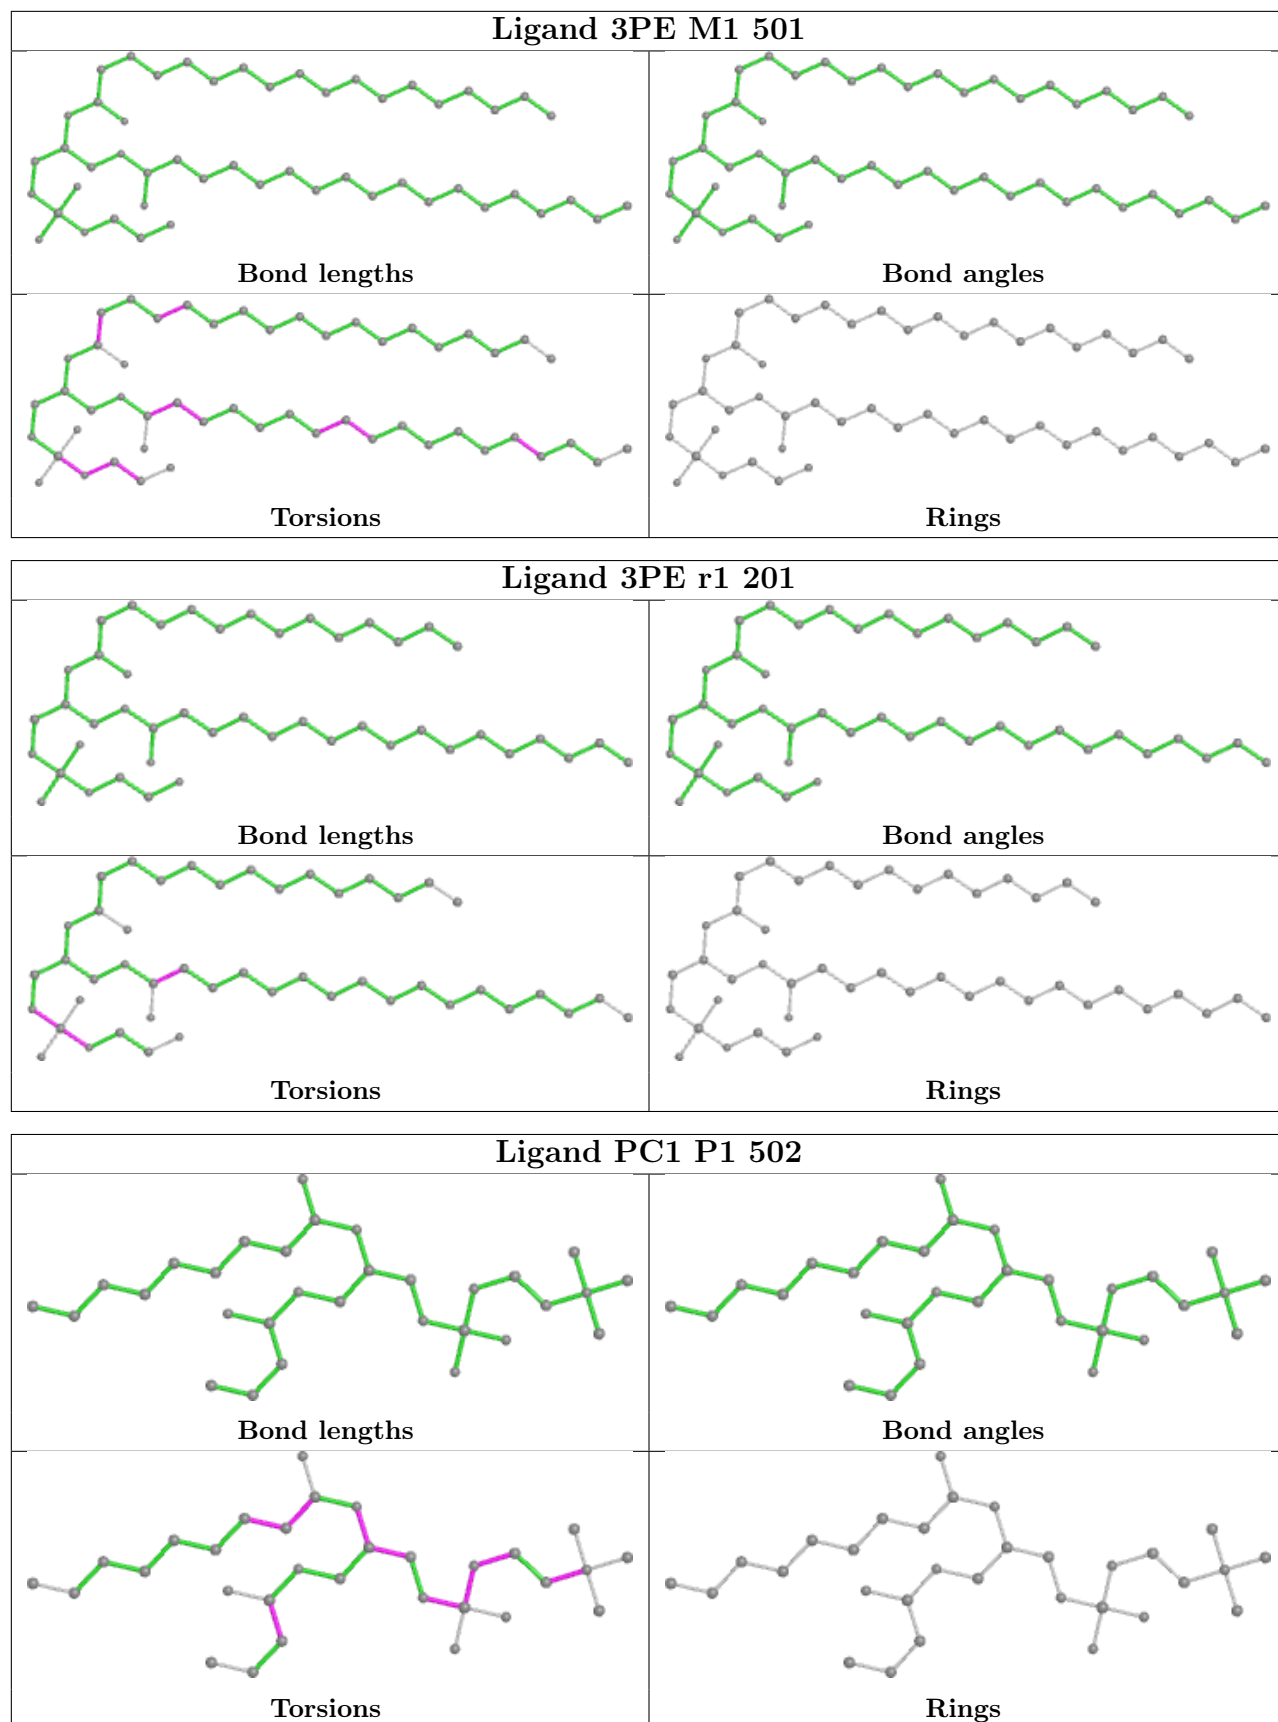 Ligand 3PE M1 501
Bond lengths
Bond angles
Torsions
Rings
Ligand 3PE r1 201
Bond lengths
Bond angles
Torsions
Rings
Ligand PC1 P1 502
Bond lengths
Bond angles
Torsions
Rings